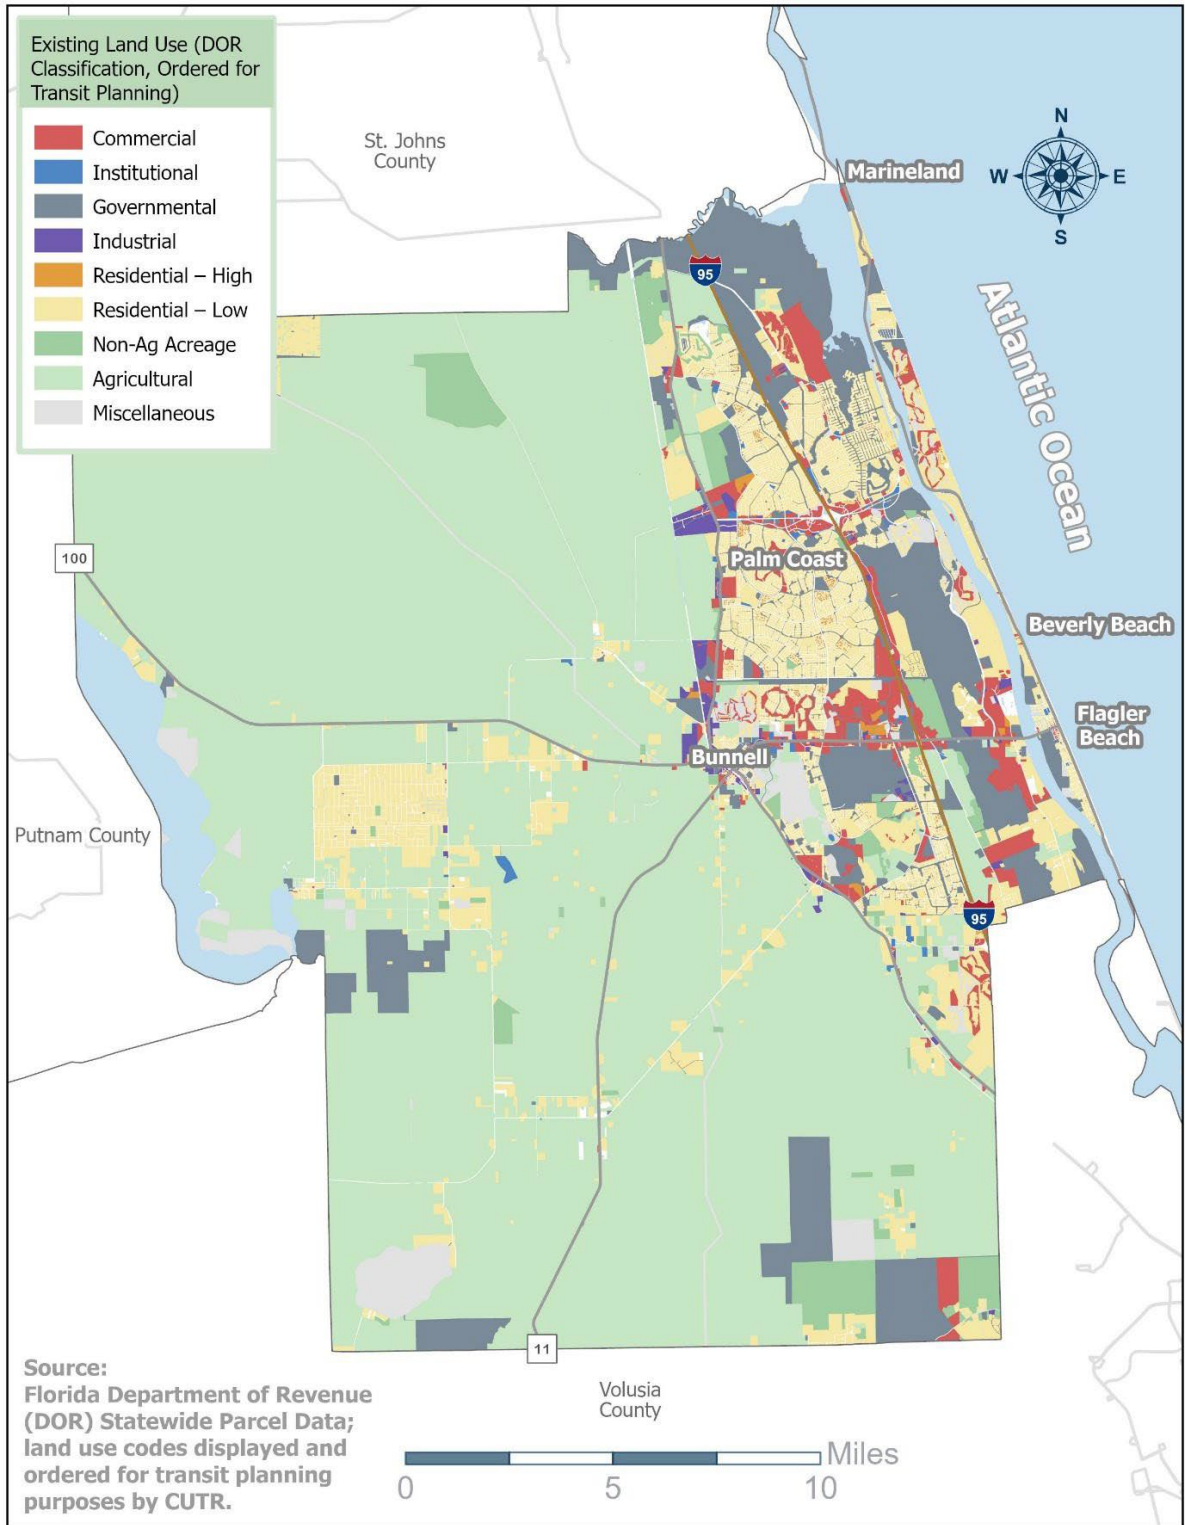 Existing Land Use (DOR
Classification, Ordered for
Transit Planning)
Commercial
Institutional
Governmental
Industrial
Residential – High
Residential – Low
Non-Ag Acreage
Agricultural
Miscellaneous
St. Johns
County
N
W
E
S
Marineland
95
Atlantic Ocean
100
Palm Coast
Beverly Beach
Flagler
Beach
Bunnell
Putnam County
95
11
Volusia
County
Source:
Florida Department of Revenue
(DOR) Statewide Parcel Data;
land use codes displayed and
ordered for transit planning
purposes by CUTR.
Miles
0
5
10